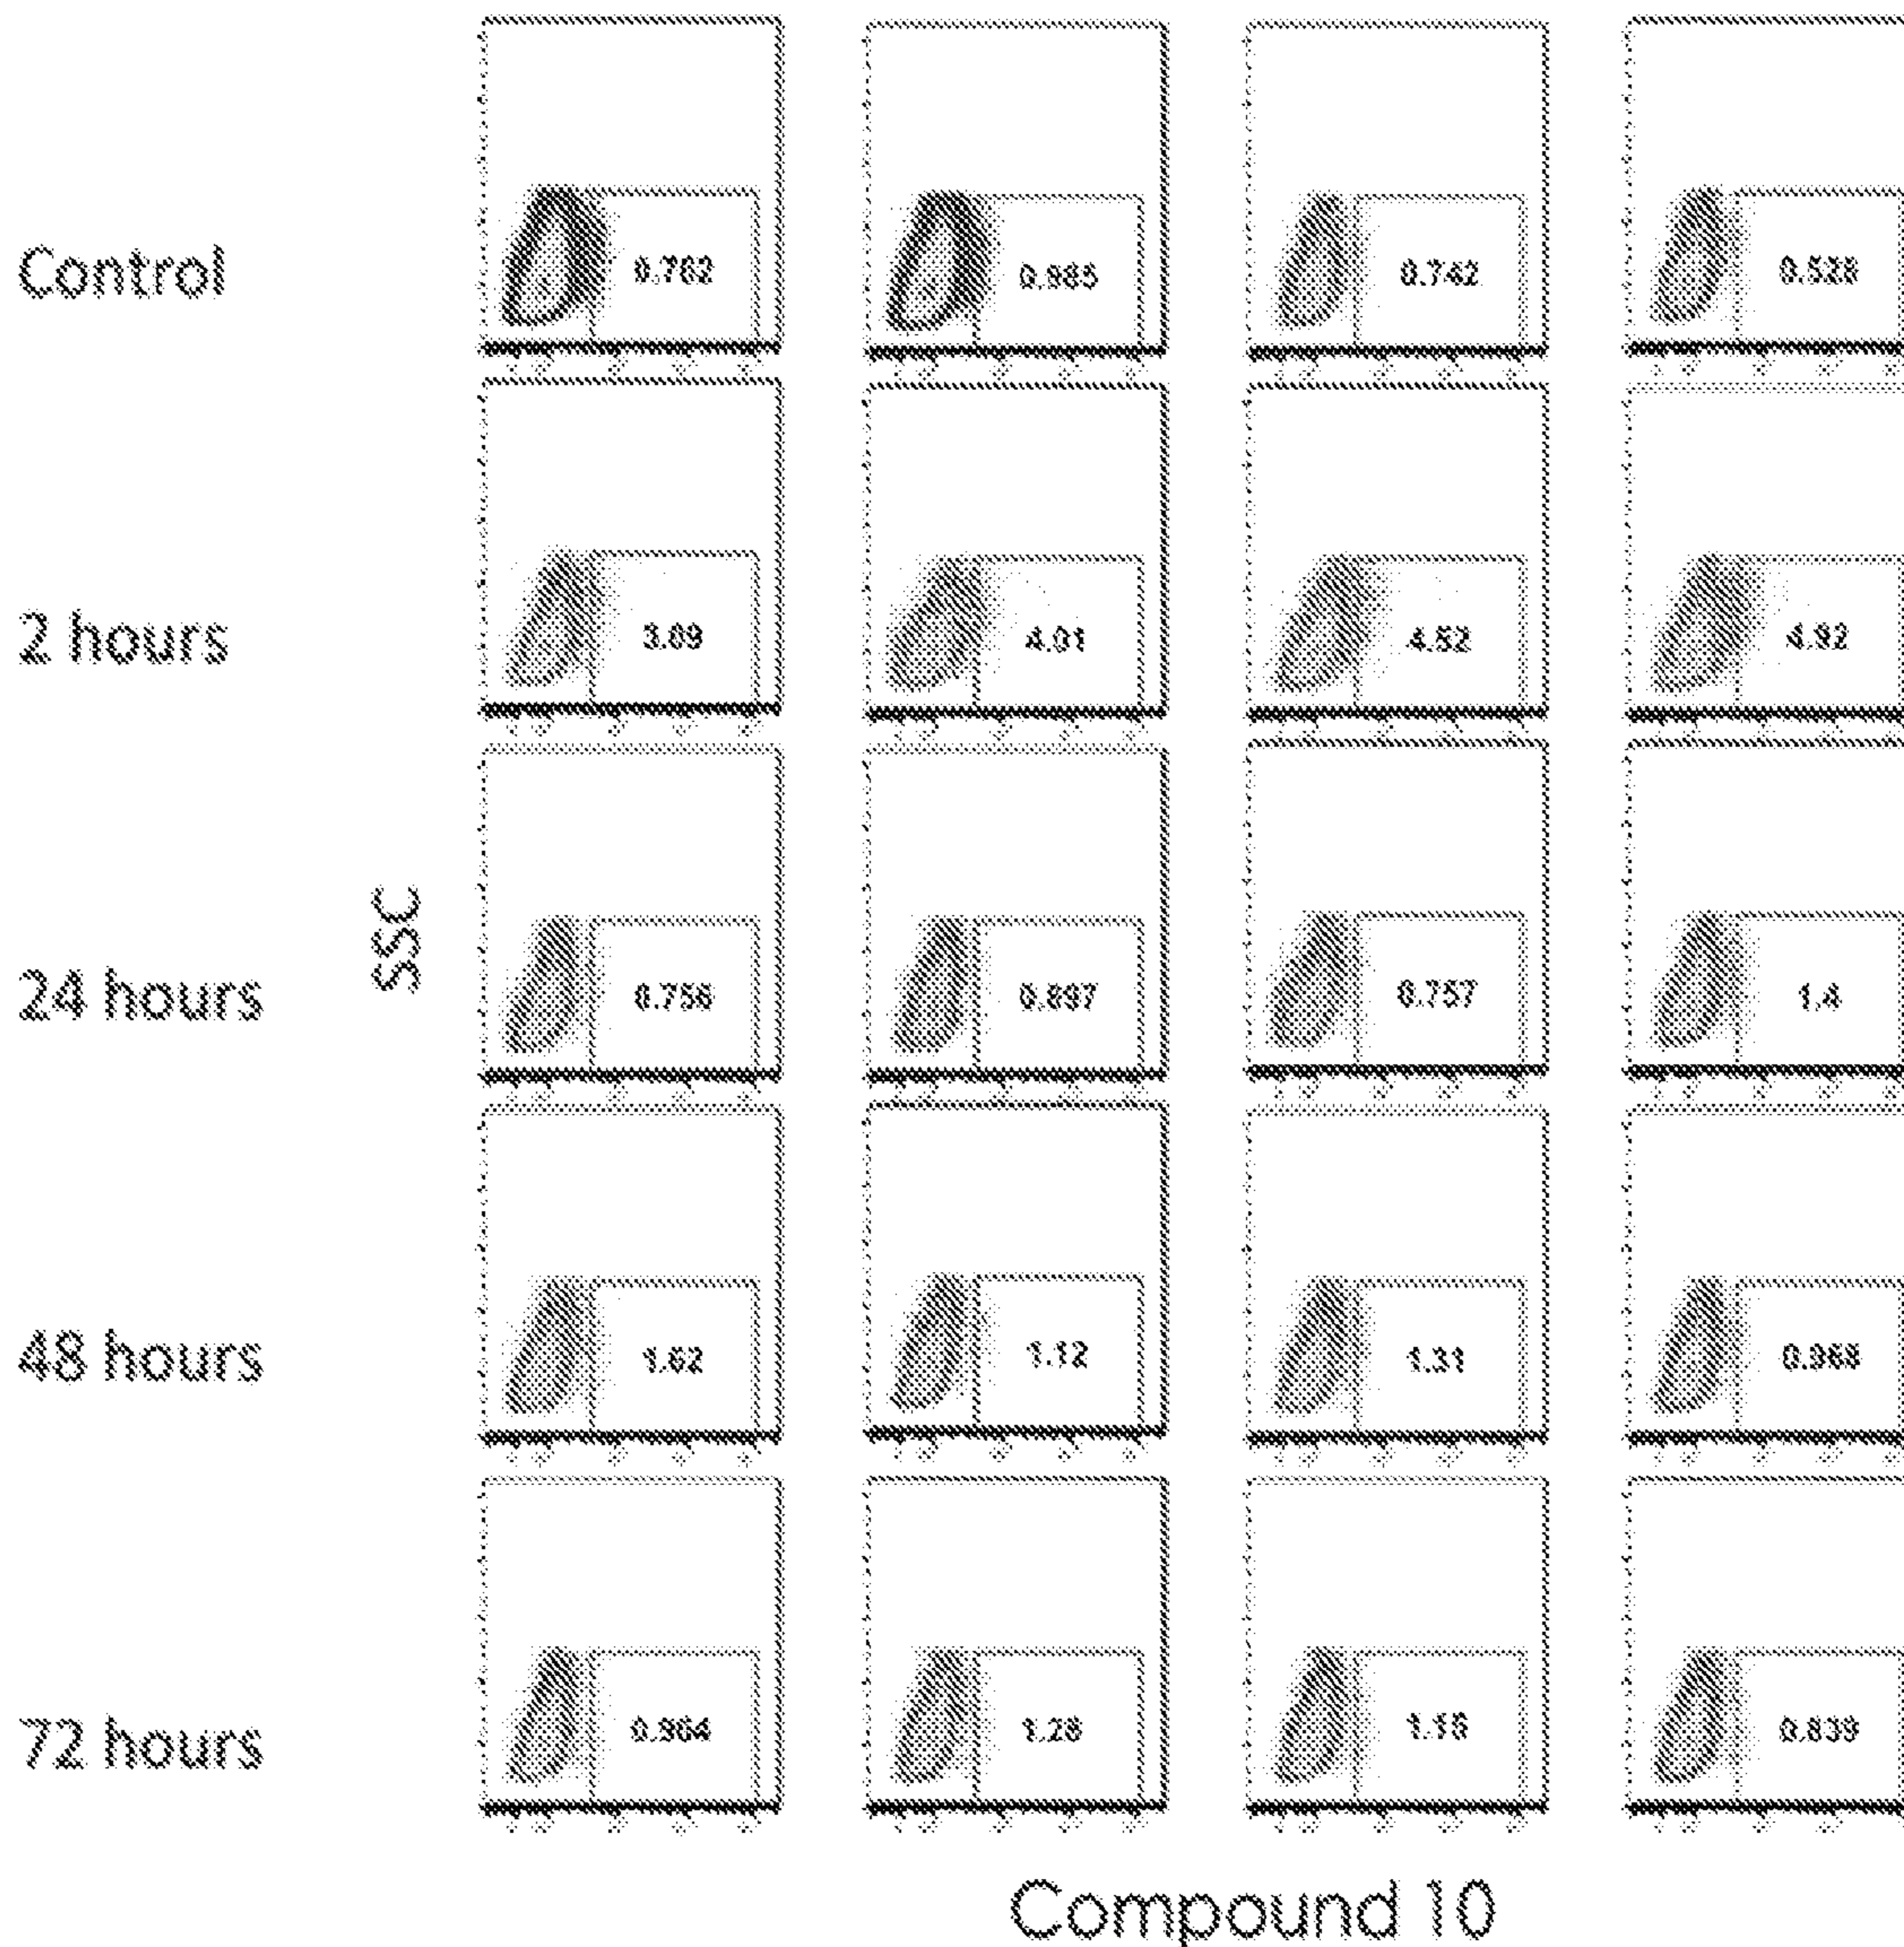 Control 0.762 0.985 0.742 0.528
2 hours 3.09 4.01 4.52 4.92
SSC
24 hours 0.756 0.897 0.757 1.4
48 hours 1.62 1.12 1.31 0.968
72 hours 0.964 1.28 1.18 0.839
Compound 10